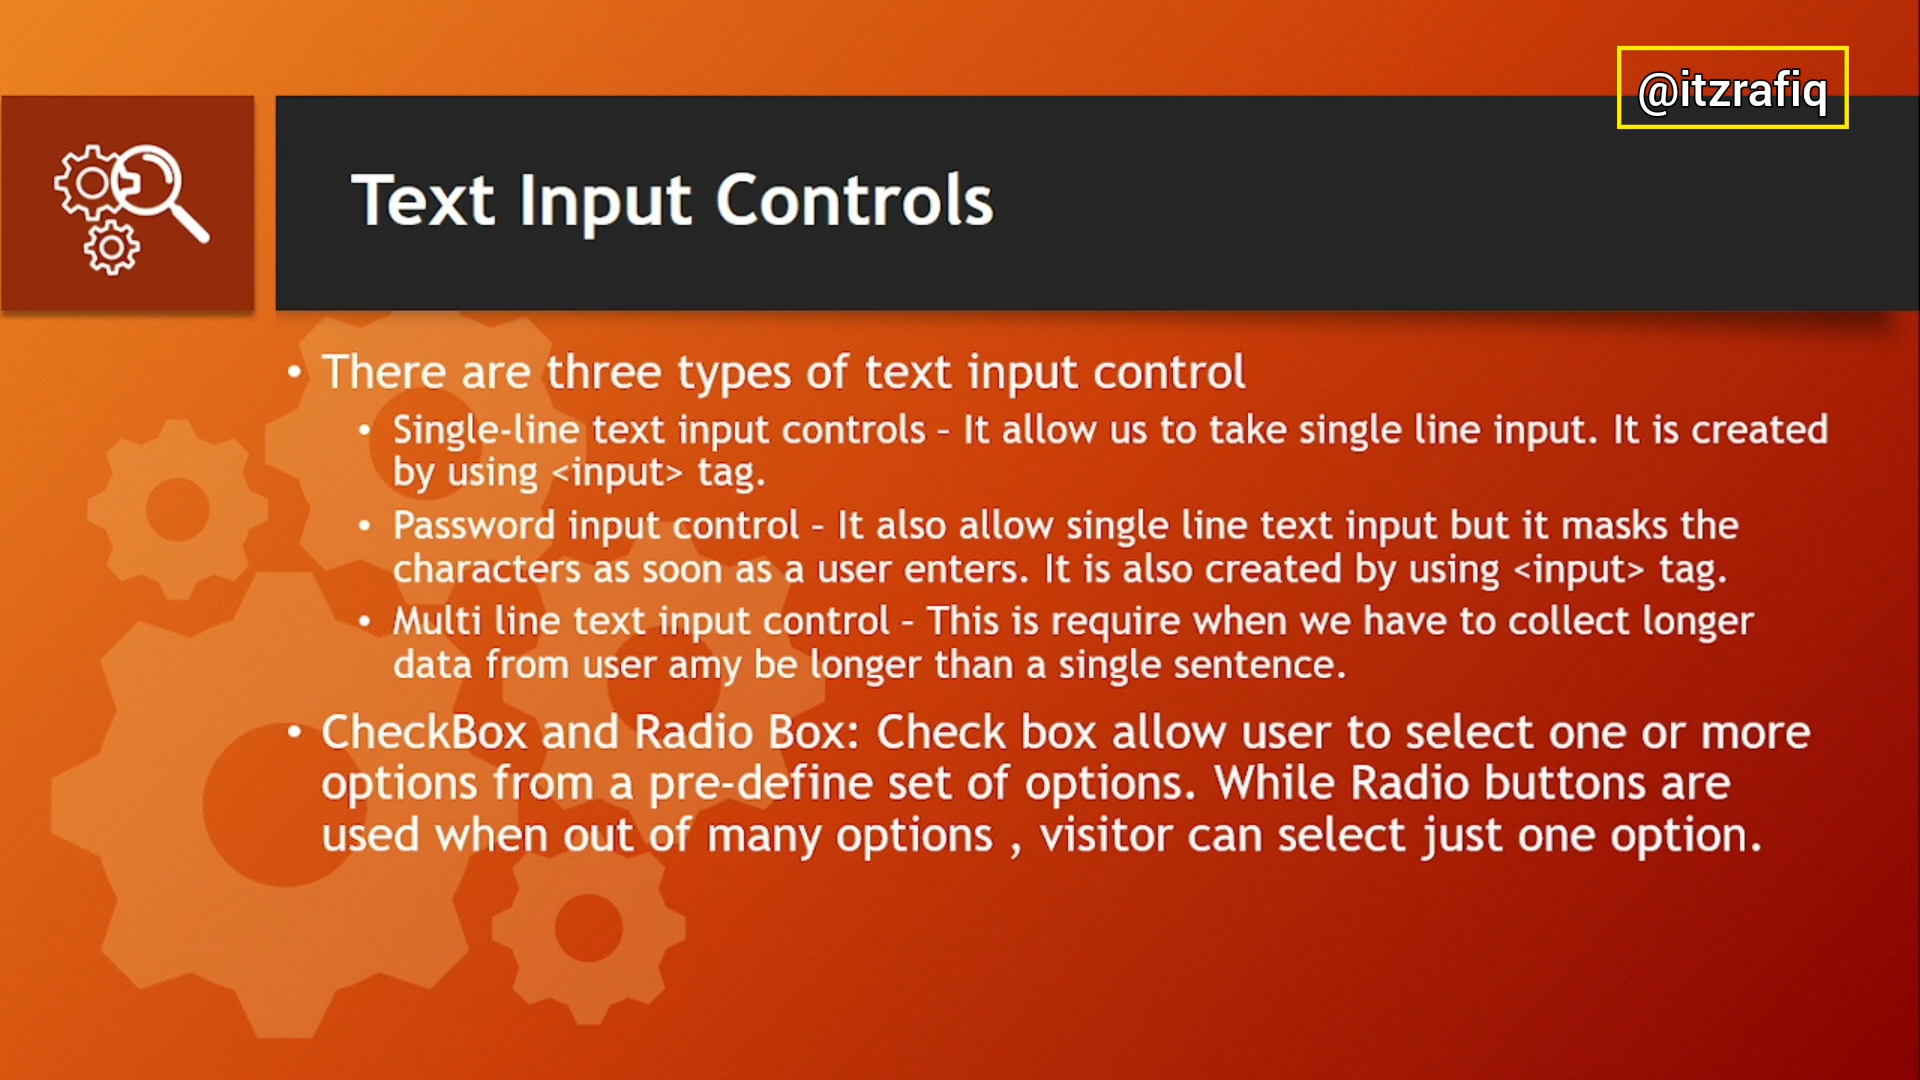 @itzrafiq
Text Input Controls
• There are three types of text input control
• Single-line text input controls – It allow us to take single line input. It is created
by using <input> tag.
• Password input control – It also allow single line text input but it masks the
characters as soon as a user enters. It is also created by using <input> tag.
• Multi line text input control – This is require when we have to collect longer
data from user amy be longer than a single sentence.
• CheckBox and Radio Box: Check box allow user to select one or more
options from a pre-define set of options. While Radio buttons are
used when out of many options , visitor can select just one option.